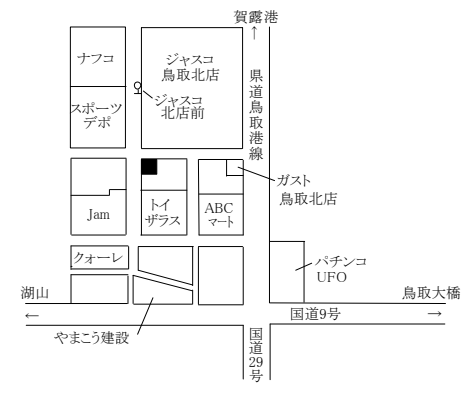 賀露港
↑
ナフコ
ジャスコ
鳥取北店
県道鳥取港線
スポーツ
デポ
ジャスコ
北店前
ガスト
鳥取北店
Jam
トイ
ザラス
ABC
マート
クォーレ
パチンコ
UFO
湖山
←
鳥取大橋
→
国道9号
やまこう建設
国道29号